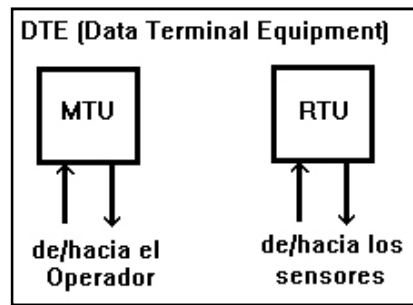 DTE (Data Terminal Equipment)
MTU
RTU
de/hacia el
Operador
de/hacia los
sensores